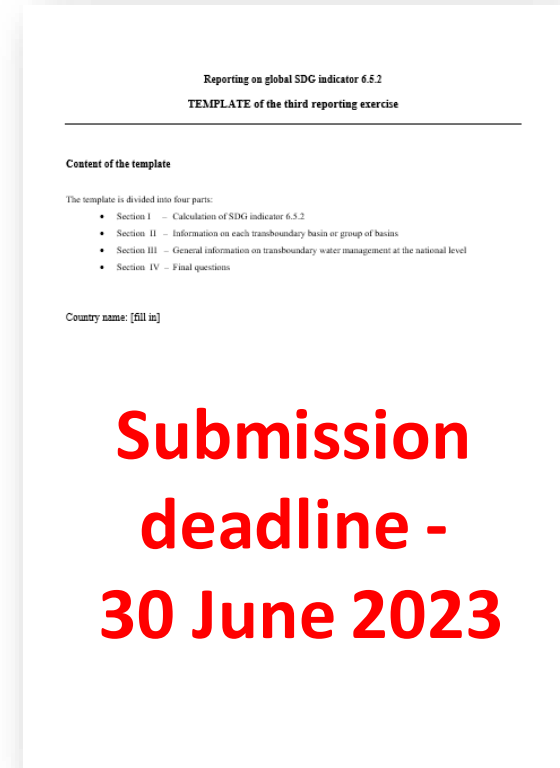 Reporting on global SDG indicator 6.5.2
TEMPLATE of the third reporting exercise
Content of the template
The template is divided into four parts:
• Section I – Calculation of SDG indicator 6.5.2
• Section II – Information on each transboundary basin or group of basins
• Section III – General information on transboundary water management at the national level
• Section IV – Final questions
Country name: [fill in]
Submission
deadline -
30 June 2023